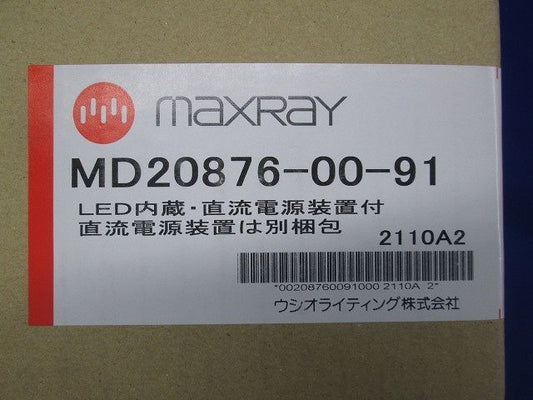 maxray
MD20876-00-91
LED内蔵・直流電源装置付
直流電源装置は別梱包
2110A2
"00208760091000 2110A 2"
ウシオライティング株式会社